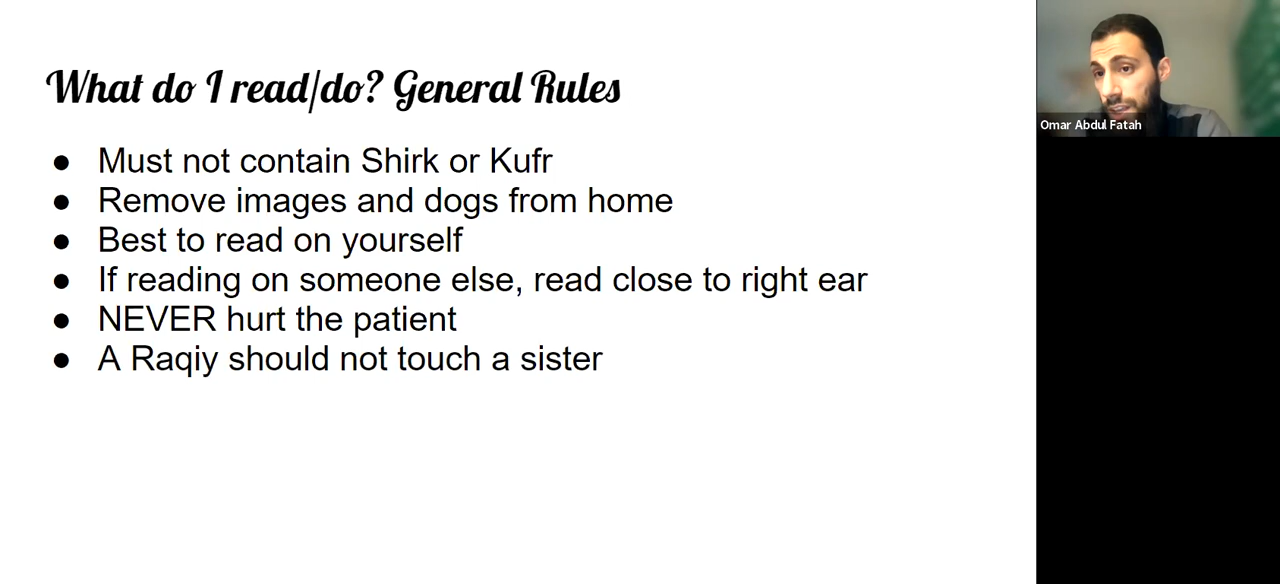 What do I read/do? General Rules
● Must not contain Shirk or Kufr
● Remove images and dogs from home
● Best to read on yourself
● If reading on someone else, read close to right ear
● NEVER hurt the patient
● A Raqiy should not touch a sister
Omar Abdul Fatah